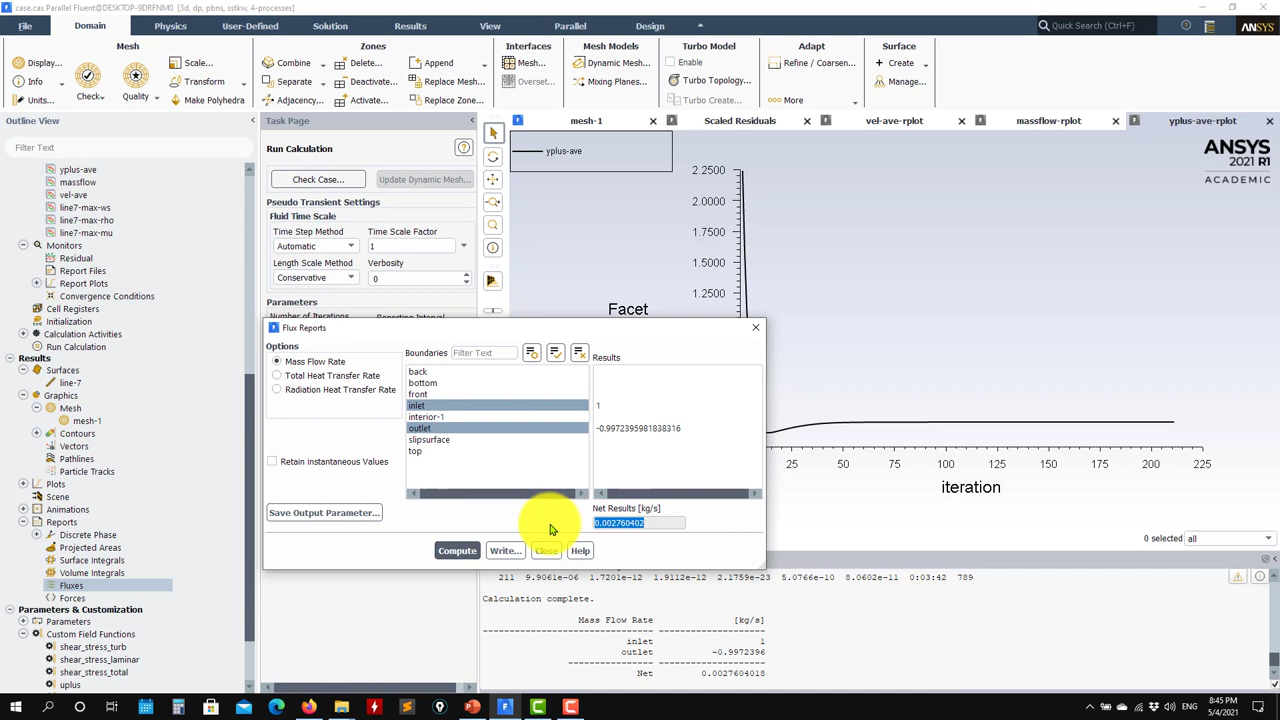 case.cas Parallel Fluent@DESKTOP-9DRFNM0 [3d, dp, pbns, sstkw, 4-processes]
File Domain Physics User-Defined Solution Results View Parallel Design Quick Search (Ctrl+F) ANSYS
Mesh Zones Interfaces Mesh Models Turbo Model Adapt Surface
Display... Scale... Combine Delete... Append Mesh... Dynamic Mesh... Enable Refine / Coarsen... Create
Info Check Quality Transform Separate Deactivate... Replace Mesh... Overset... Mixing Planes... Turbo Topology... Manage...
Units... Make Polyhedra Adjacency... Activate... Replace Zone... Turbo Create... More
Outline View
Filter Text
yplus-ave
massflow
vel-ave
line7-max-ws
line7-max-rho
line7-max-mu
Monitors
Residual
Report Files
Report Plots
Convergence Conditions
Cell Registers
Initialization
Calculation Activities
Run Calculation
Results
Surfaces
line-7
Graphics
Mesh
mesh-1
Contours
Vectors
Pathlines
Particle Tracks
Plots
Scene
Animations
Reports
Discrete Phase
Projected Areas
Surface Integrals
Volume Integrals
Fluxes
Forces
Parameters & Customization
Parameters
Custom Field Functions
shear_stress_turb
shear_stress_laminar
shear_stress_total
uplus
Task Page
Run Calculation
Check Case... Update Dynamic Mesh...
Pseudo Transient Settings
Fluid Time Scale
Time Step Method Time Scale Factor
Automatic 1
Length Scale Method Verbosity
Conservative 0
Parameters
Number of Iterations Reporting Interval
mesh-1 Scaled Residuals vel-ave-rplot massflow-rplot yplus-ave-rplot
yplus-ave
ANSYS
2021 R1
ACADEMIC
2.2500
2.0000
1.7500
1.5000
1.2500
Facet
25 50 75 100 125 150 175 200 225
iteration
Flux Reports
Options
Mass Flow Rate
Total Heat Transfer Rate
Radiation Heat Transfer Rate
Retain instantaneous Values
Save Output Parameter...
Boundaries Filter Text
back
bottom
front
inlet
interior-1
outlet
slipsurface
top
Results
1
-0.9972395981838316
Net Results [kg/s]
0.002760402
Compute Write... Close Help
0 selected all
211 9.9061e-06 1.7201e-12 1.9112e-12 2.1759e-23 5.0766e-10 8.0602e-11 0:03:42 789
Calculation complete.
Mass Flow Rate [kg/s]
inlet 1
outlet -0.9972396
Net 0.0027604018
ENG 8:45 PM
5/4/2021